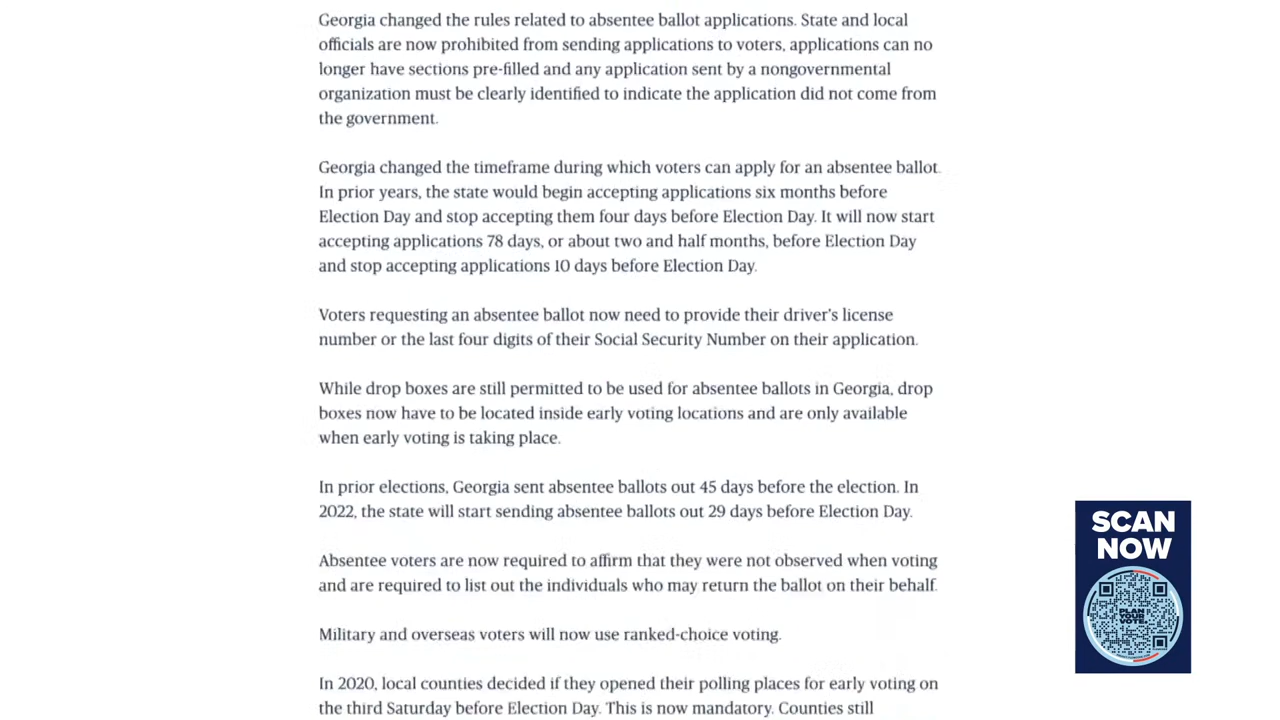 Georgia changed the rules related to absentee ballot applications. State and local
officials are now prohibited from sending applications to voters, applications can no
longer have sections pre-filled and any application sent by a nongovernmental
organization must be clearly identified to indicate the application did not come from
the government.
Georgia changed the timeframe during which voters can apply for an absentee ballot.
In prior years, the state would begin accepting applications six months before
Election Day and stop accepting them four days before Election Day. It will now start
accepting applications 78 days, or about two and half months, before Election Day
and stop accepting applications 10 days before Election Day.
Voters requesting an absentee ballot now need to provide their driver's license
number or the last four digits of their Social Security Number on their application.
While drop boxes are still permitted to be used for absentee ballots in Georgia, drop
boxes now have to be located inside early voting locations and are only available
when early voting is taking place.
In prior elections, Georgia sent absentee ballots out 45 days before the election. In
2022, the state will start sending absentee ballots out 29 days before Election Day.
Absentee voters are now required to affirm that they were not observed when voting
and are required to list out the individuals who may return the ballot on their behalf.
Military and overseas voters will now use ranked-choice voting.
In 2020, local counties decided if they opened their polling places for early voting on
the third Saturday before Election Day. This is now mandatory. Counties still
SCAN
NOW
PLAN
YOUR
VOTE.